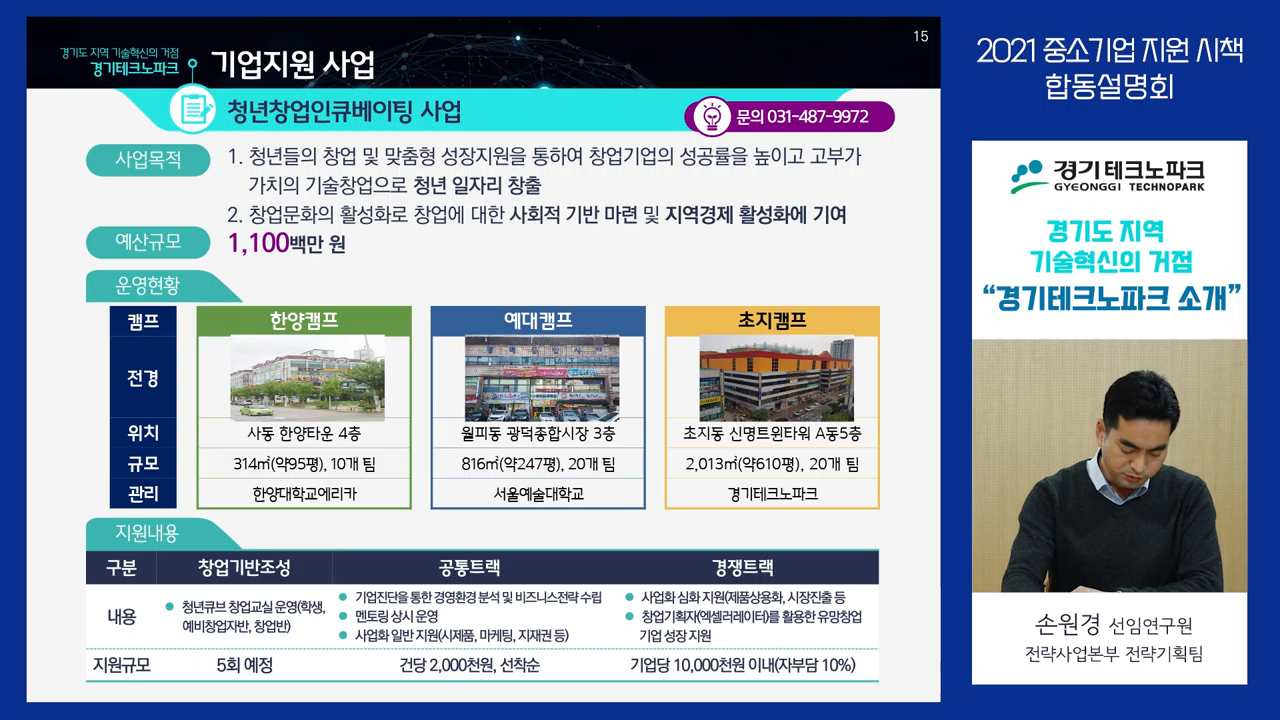 경기도 지역 기술혁신의 거점
경기테크노파크
기업지원 사업
15
청년창업인큐베이팅 사업
문의 031-487-9972
사업목적
1. 청년들의 창업 및 맞춤형 성장지원을 통하여 창업기업의 성공률을 높이고 고부가
가치의 기술창업으로 청년 일자리 창출
2. 창업문화의 활성화로 창업에 대한 사회적 기반 마련 및 지역경제 활성화에 기여
예산규모
1,100백만 원
운영현황
캠프 한양캠프 예대캠프 초지캠프
전경
위치 사동 한양타운 4층 월피동 광덕종합시장 3층 초지동 신명트윈타워 A동5층
규모 314㎡(약95평), 10개 팀 816㎡(약247평), 20개 팀 2,013㎡(약610평), 20개 팀
관리 한양대학교에리카 서울예술대학교 경기테크노파크
지원내용
구분 창업기반조성 공통트랙 경쟁트랙
내용
● 청년큐브 창업교실 운영(학생,
예비창업자반, 창업반)
● 기업진단을 통한 경영환경 분석 및 비즈니스전략 수립
● 멘토링 상시 운영
● 사업화 일반 지원(시제품, 마케팅, 지재권 등)
● 사업화 심화 지원(제품상용화, 시장진출 등
● 창업기획자(엑셀러레이터)를 활용한 유망창업
기업 성장 지원
지원규모 5회 예정 건당 2,000천원, 선착순 기업당 10,000천원 이내(자부담 10%)
2021 중소기업 지원 시책
합동설명회
경기테크노파크
GYEONGGI TECHNOPARK
경기도 지역
기술혁신의 거점
“경기테크노파크 소개”
손원경 선임연구원
전략사업본부 전략기획팀